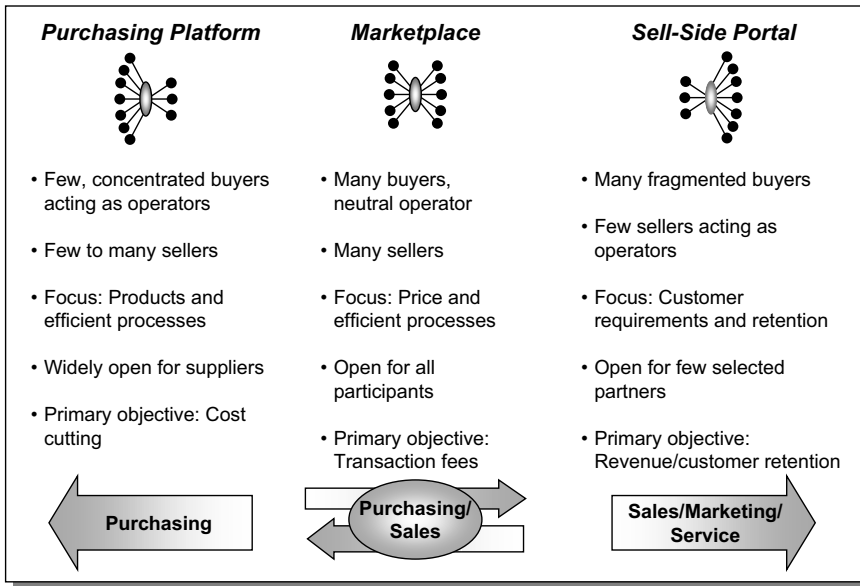 Purchasing Platform
• Few, concentrated buyers
acting as operators
• Few to many sellers
• Focus: Products and
efficient processes
• Widely open for suppliers
• Primary objective: Cost
cutting
Purchasing
Marketplace
• Many buyers,
neutral operator
• Many sellers
• Focus: Price and
efficient processes
• Open for all
participants
• Primary objective:
Transaction fees
Purchasing/
Sales
Sell-Side Portal
• Many fragmented buyers
• Few sellers acting as
operators
• Focus: Customer
requirements and retention
• Open for few selected
partners
• Primary objective:
Revenue/customer retention
Sales/Marketing/
Service